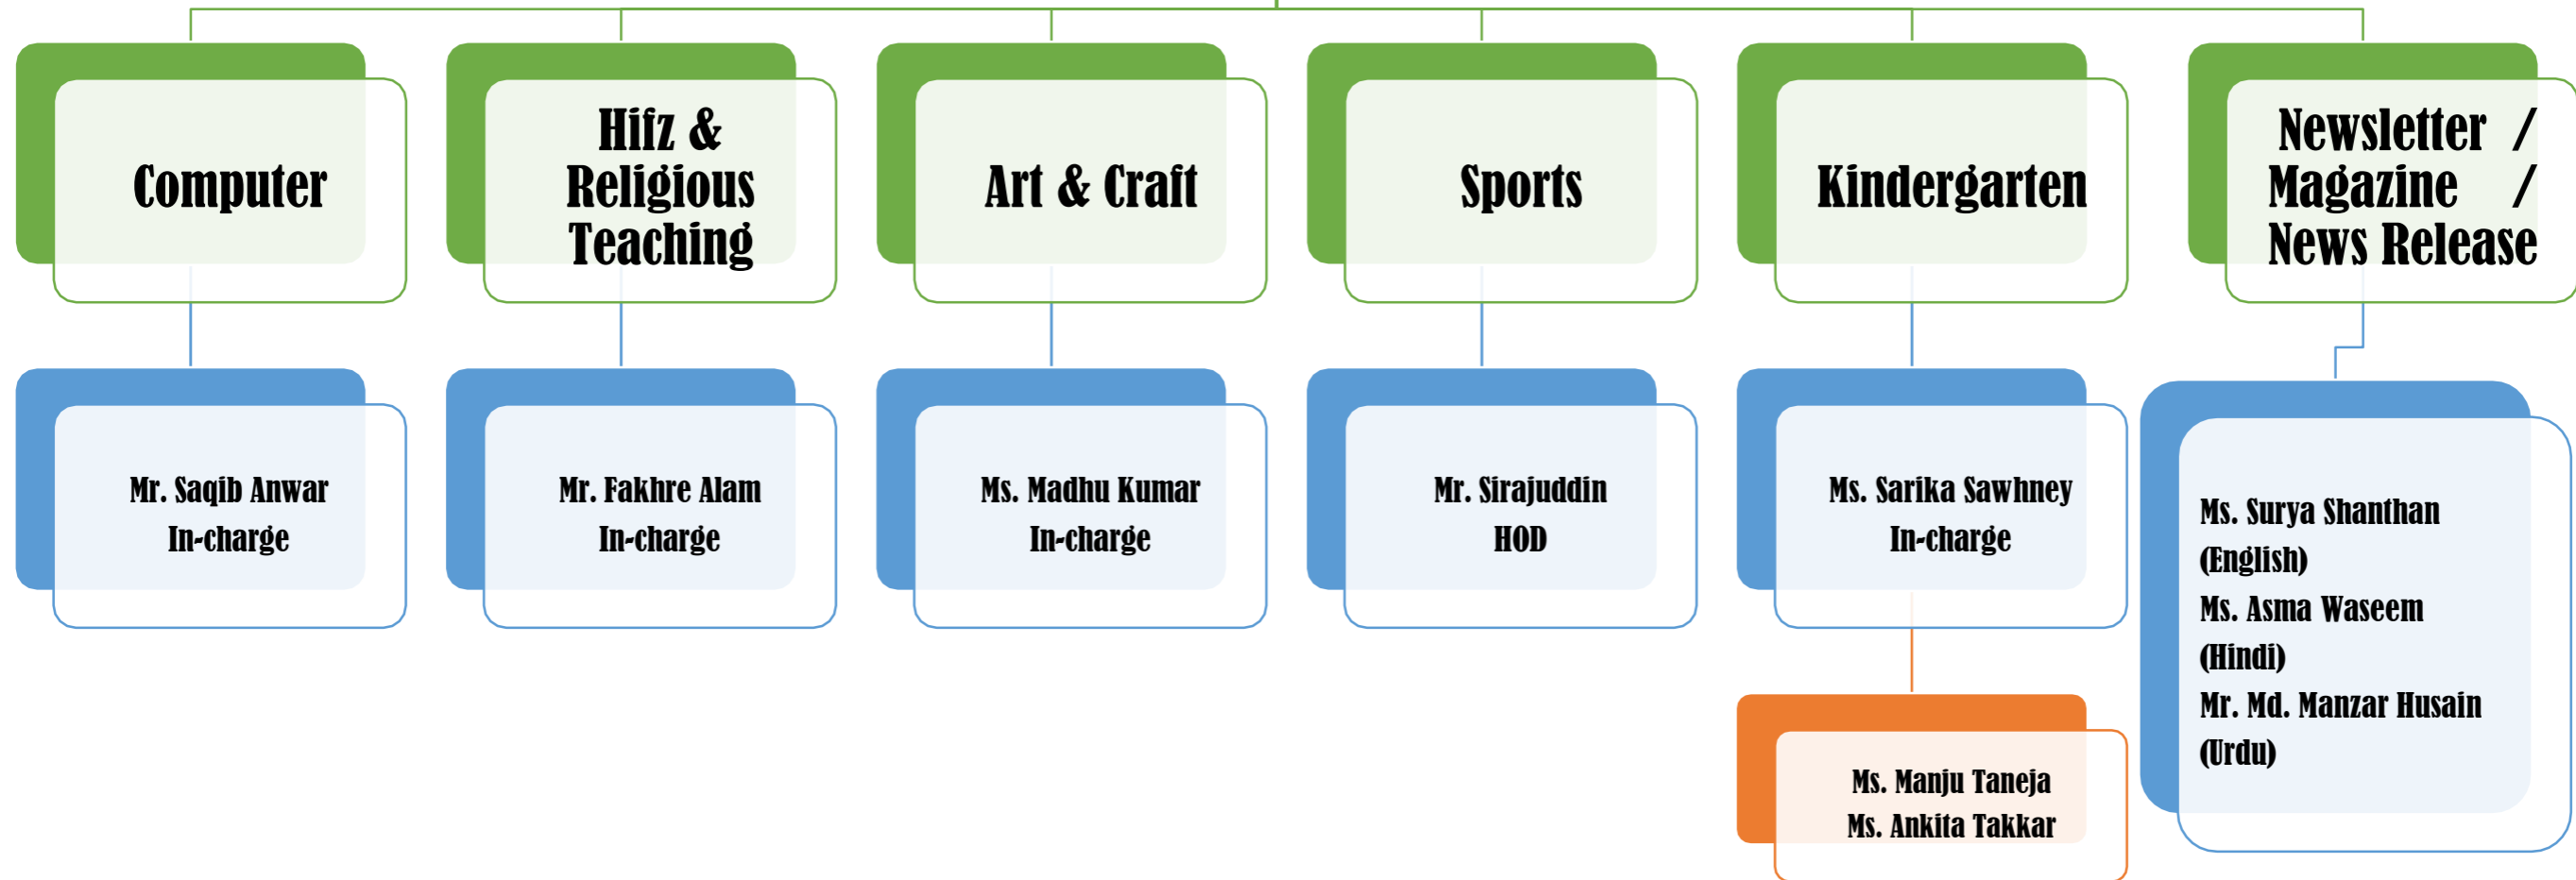 Computer
Hifz &
Religious
Teaching
Art & Craft
Sports
Kindergarten
Newsletter /
Magazine /
News Release
Mr. Saqib Anwar
In-charge
Mr. Fakhre Alam
In-charge
Ms. Madhu Kumar
In-charge
Mr. Sirajuddin
HOD
Ms. Sarika Sawhney
In-charge
Ms. Surya Shanthan
(English)
Ms. Asma Waseem
(Hindi)
Mr. Md. Manzar Husain
(Urdu)
Ms. Manju Taneja
Ms. Ankita Takkar